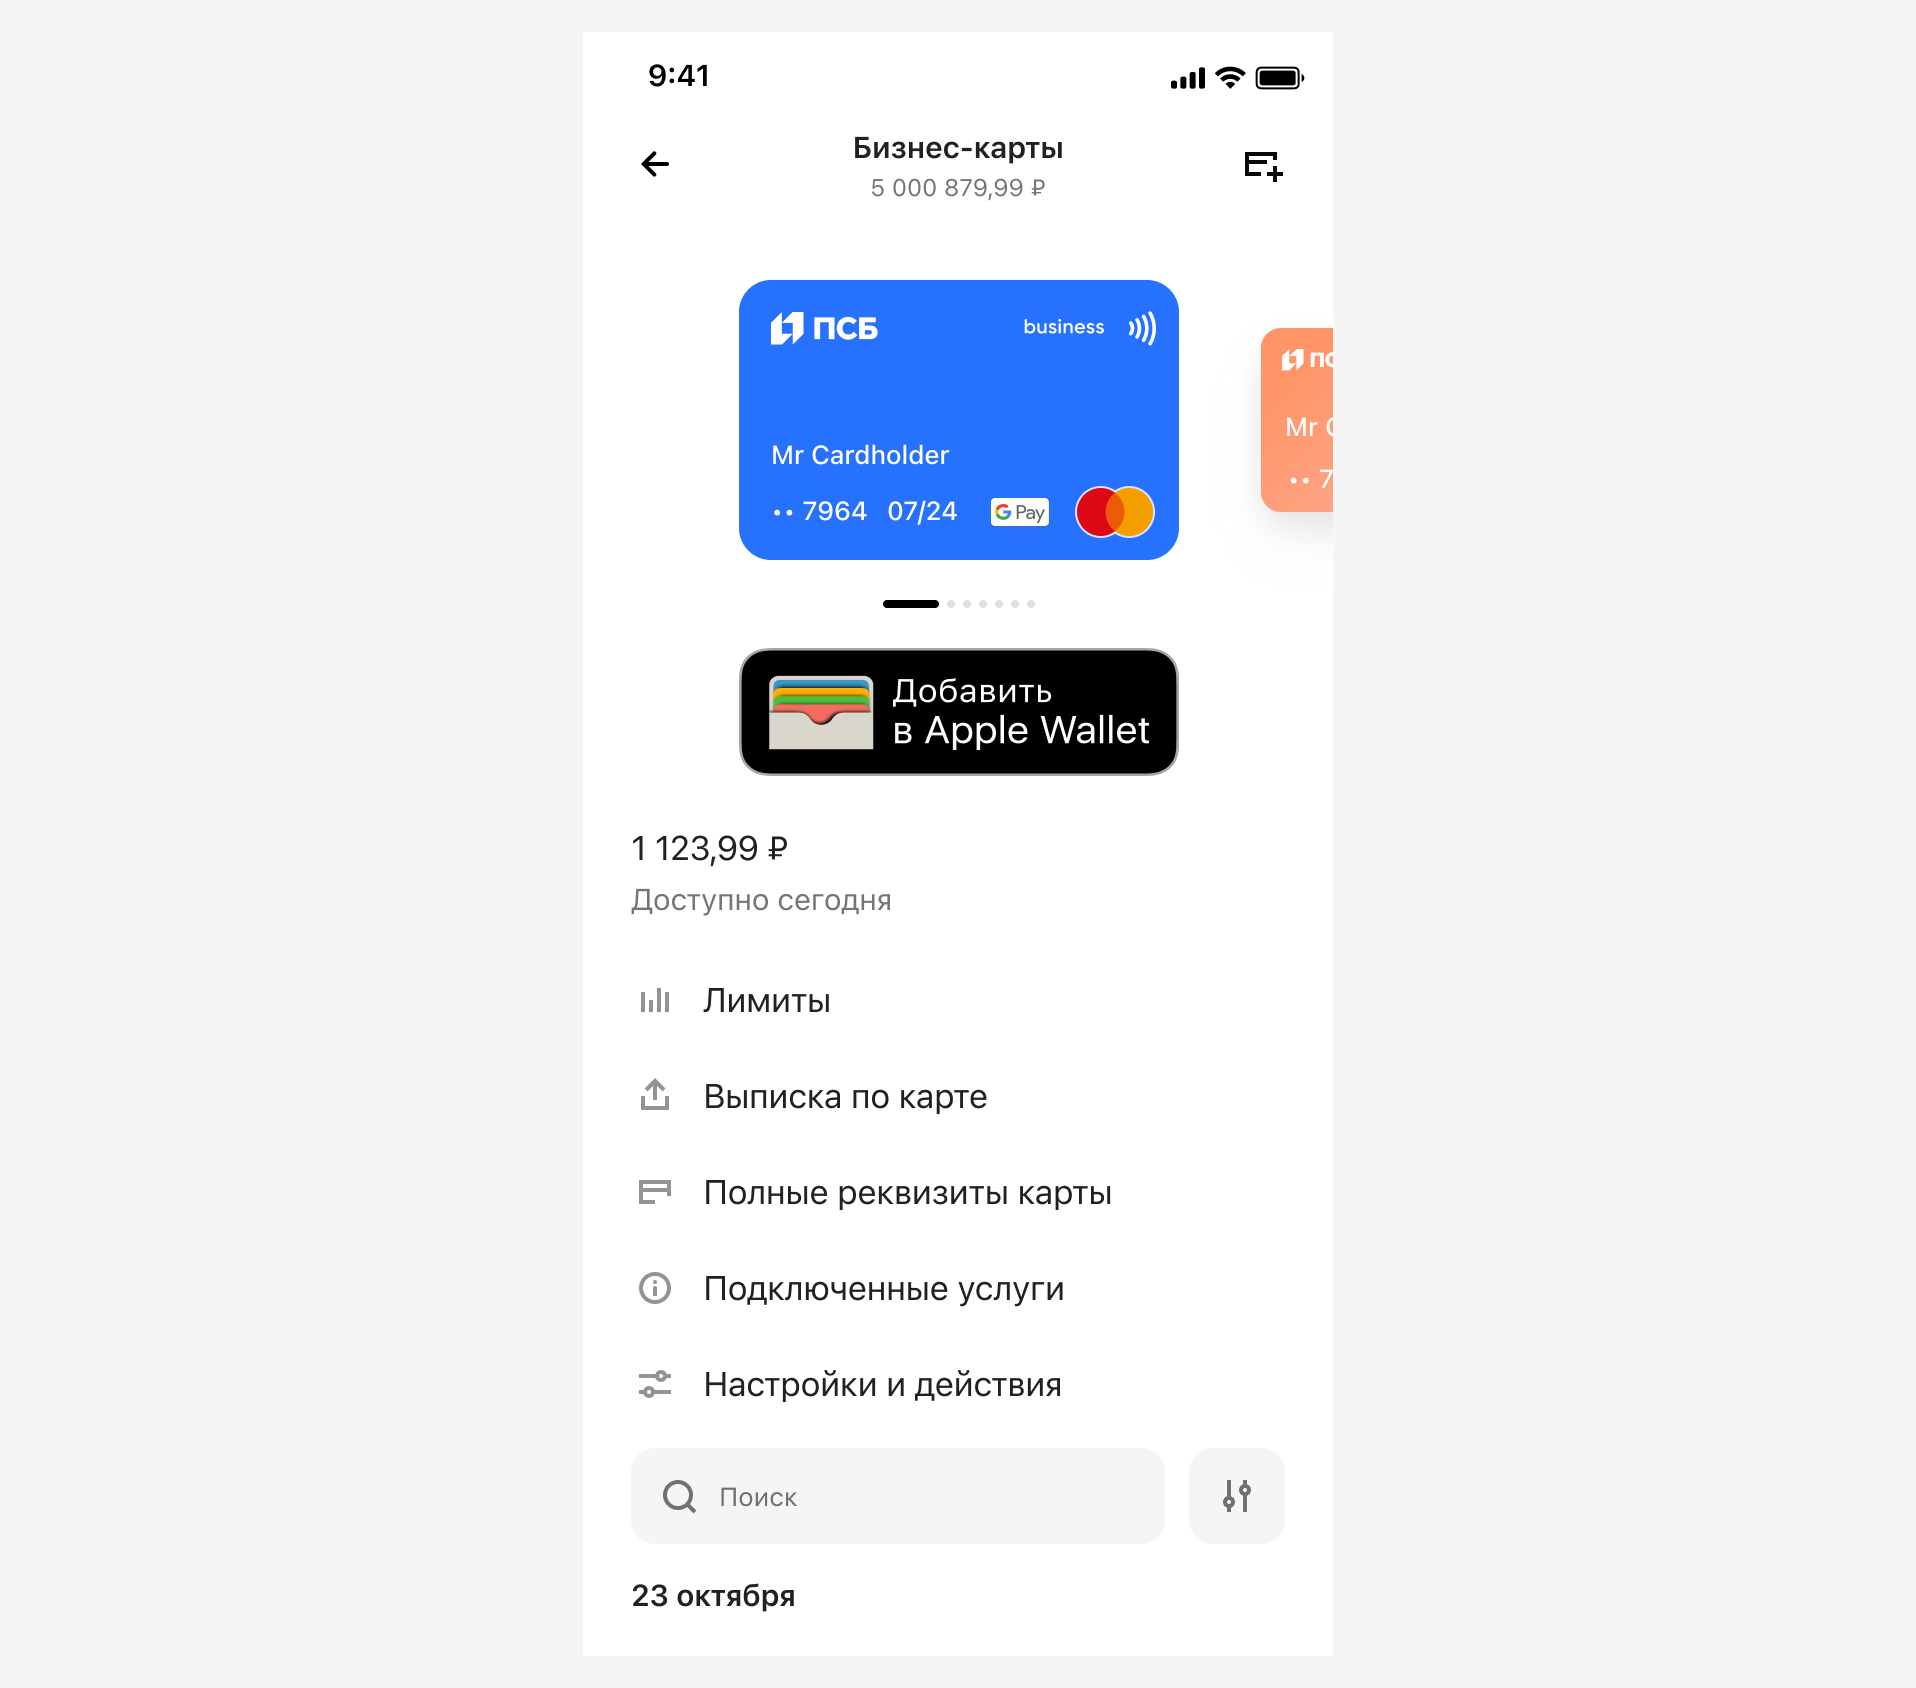 9:41
Бизнес-карты
5 000 879,99 ₽
ПСБ business
Mr Cardholder
•• 7964 07/24 G Pay
ПС
Mr C
•• 7
Добавить
в Apple Wallet
1 123,99 ₽
Доступно сегодня
Лимиты
Выписка по карте
Полные реквизиты карты
Подключенные услуги
Настройки и действия
Поиск
23 октября